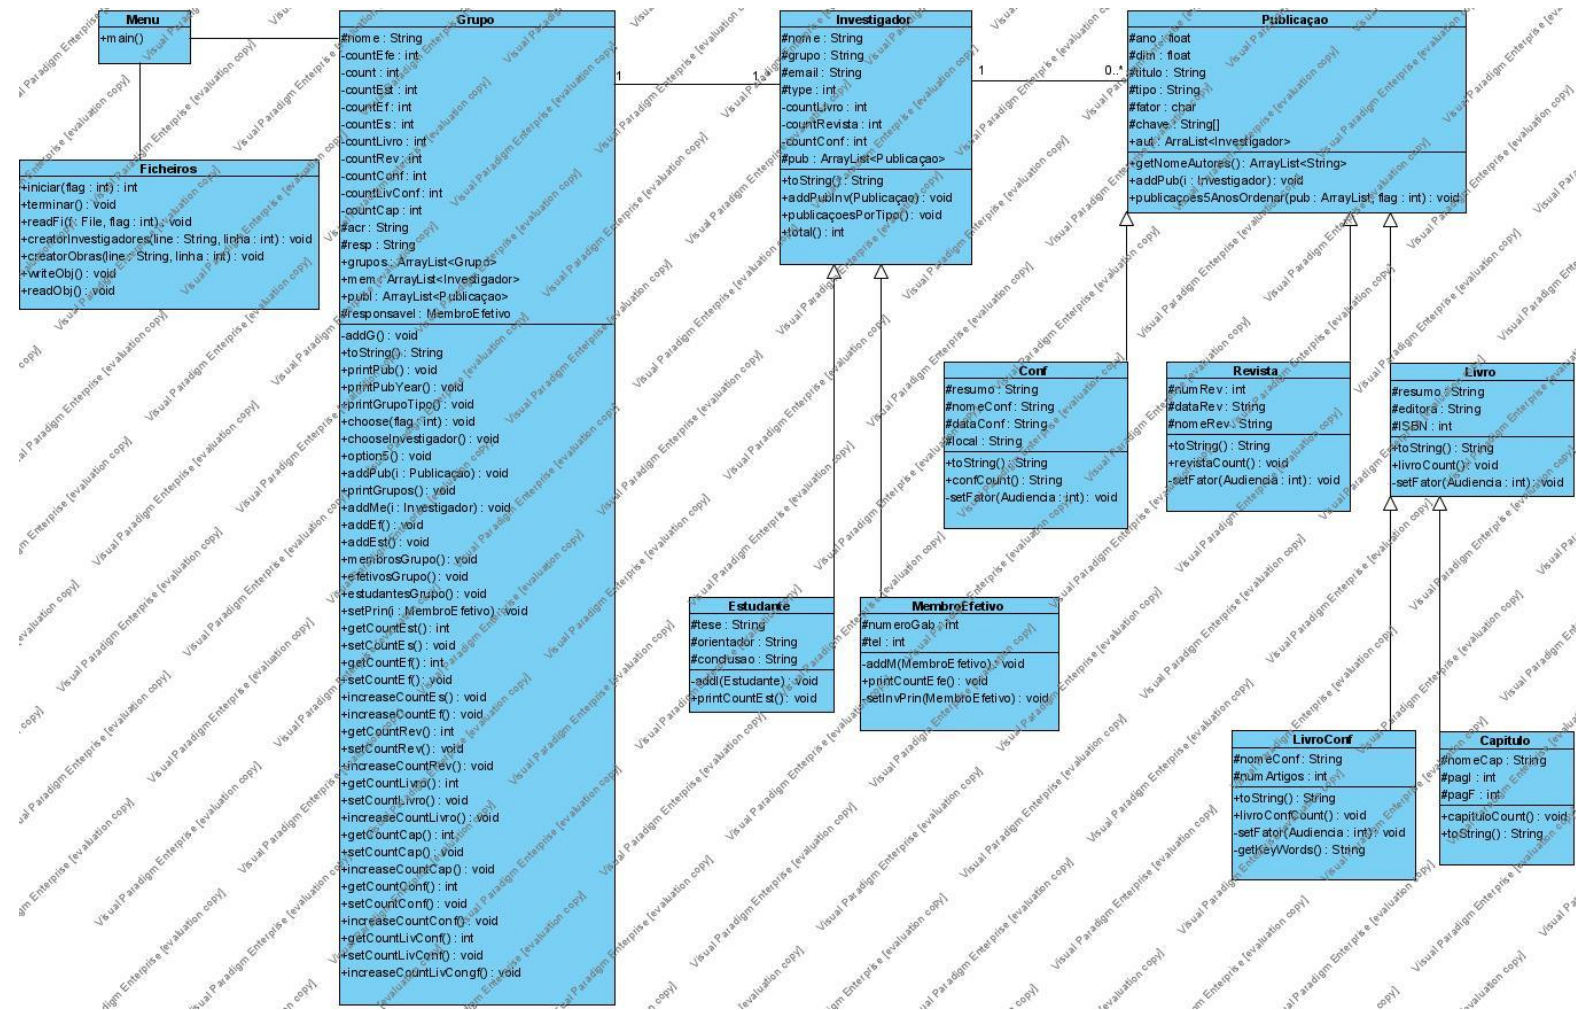 Menu
+main()
Ficheiros
+iniciar(flag : int) : int
+terminar() : void
+readFi(f : File, flag : int) : void
+creatorInvestigadores(line : String, linha : int) : void
+creatorObras(line : String, linha : int) : void
+writeObj() : void
+readObj() : void
Grupo
#nome : String
-countEfe : int
-count : int
-countEst : int
-countEf : int
-countEs : int
-countLivro : int
-countRev : int
-countConf : int
-countLivConf : int
-countCap : int
#acr : String
#resp : String
+grupos : ArrayList<Grupo>
+mem : ArrayList<Investigador>
+publ : ArrayList<Publicaçao>
#responsavel : MembroEfetivo
-addG() : void
+toString() : String
+printPub() : void
+printPubYear() : void
+printGrupoTipo() : void
+choose(flag : int) : void
+chooseInvestigador() : void
+option5() : void
+addPub(i : Publicaçao) : void
+printGrupos() : void
+addMe(i : Investigador) : void
+addEf() : void
+addEst() : void
+membrosGrupo() : void
+efetivosGrupo() : void
+estudantesGrupo() : void
+setPrin(i : MembroEfetivo) : void
+getCountEst() : int
+setCountEs() : void
+getCountEf() : int
+setCountEf() : void
+increaseCountEs() : void
+increaseCountEf() : void
+getCountRev() : int
+setCountRev() : void
+increaseCountRev() : void
+getCountLivro() : int
+setCountLivro() : void
+increaseCountLivro() : void
+getCountCap() : int
+setCountCap() : void
+increaseCountCap() : void
+getCountConf() : int
+setCountConf() : void
+increaseCountConf() : void
+getCountLivConf() : int
+setCountLivConf() : void
+increaseCountLivCongf() : void
1
1..*
Investigador
#nome : String
#grupo : String
#email : String
#type : int
-countLivro : int
-countRevista : int
-countConf : int
#pub : ArrayList<Publicaçao>
+toString() : String
+addPubInv(Publicaçao) : void
+publicaçoesPorTipo() : void
+total() : int
1
0..*
Publicaçao
#ano : float
#dim : float
#titulo : String
#tipo : String
#fator : char
#chave : String[]
+aut : ArraList<Investigador>
+getNomeAutores() : ArrayList<String>
+addPub(i : Investigador) : void
+publicaçoes5AnosOrdenar(pub : ArrayList, flag : int) : void
Conf
#resumo : String
#nomeConf : String
#dataConf : String
#local : String
+toString() : String
+confCount() : String
-setFator(Audiencia : int) : void
Revista
#numRev : int
#dataRev : String
#nomeRev : String
+toString() : String
+revistaCount() : void
-setFator(Audiencia : int) : void
Livro
#resumo : String
#editora : String
#ISBN : int
+toString() : String
+livroCount() : void
-setFator(Audiencia : int) : void
Estudante
#tese : String
#orientador : String
#conclusao : String
-addI(Estudante) : void
+printCountEst() : void
MembroEfetivo
#numeroGab : int
#tel : int
-addM(MembroEfetivo) : void
+printCountEfe() : void
-setInvPrin(MembroEfetivo) : void
LivroConf
#nomeConf : String
#numArtigos : int
+toString() : String
+livroConfCount() : void
-setFator(Audiencia : int) : void
-getKeyWords() : String
Capitulo
#nomeCap : String
#pagI : int
#pagF : int
+capituloCount() : void
+toString() : String
Visual Paradigm Enterprise [evaluation copy]